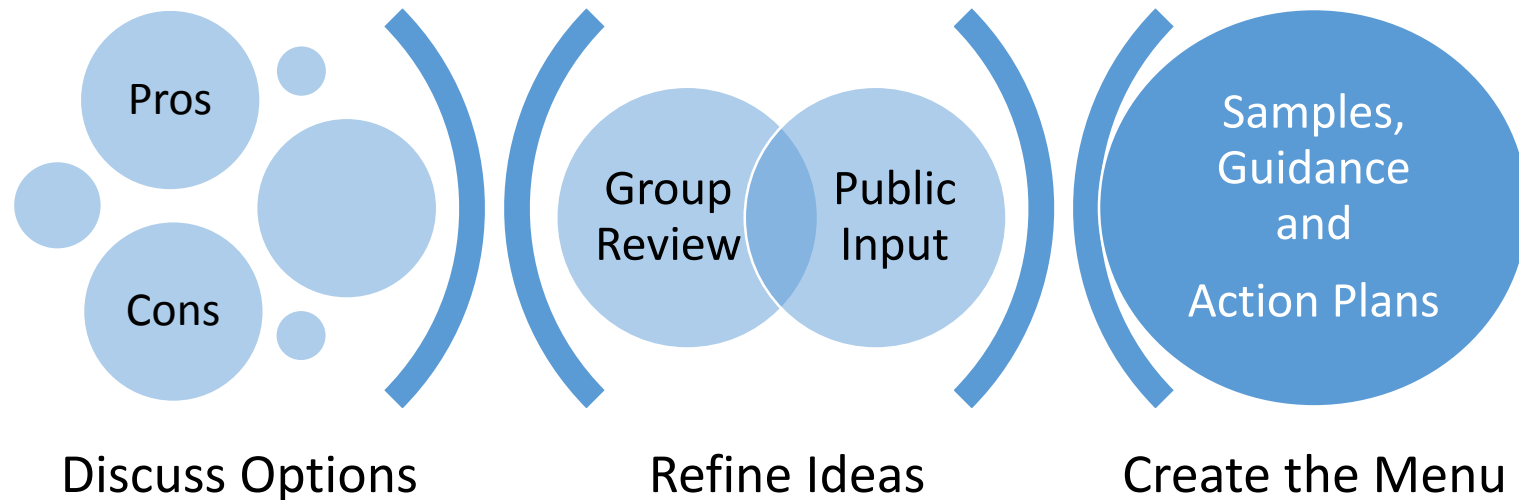 Pros
Cons
Discuss Options
Group
Review
Public
Input
Refine Ideas
Samples,
Guidance
and
Action Plans
Create the Menu